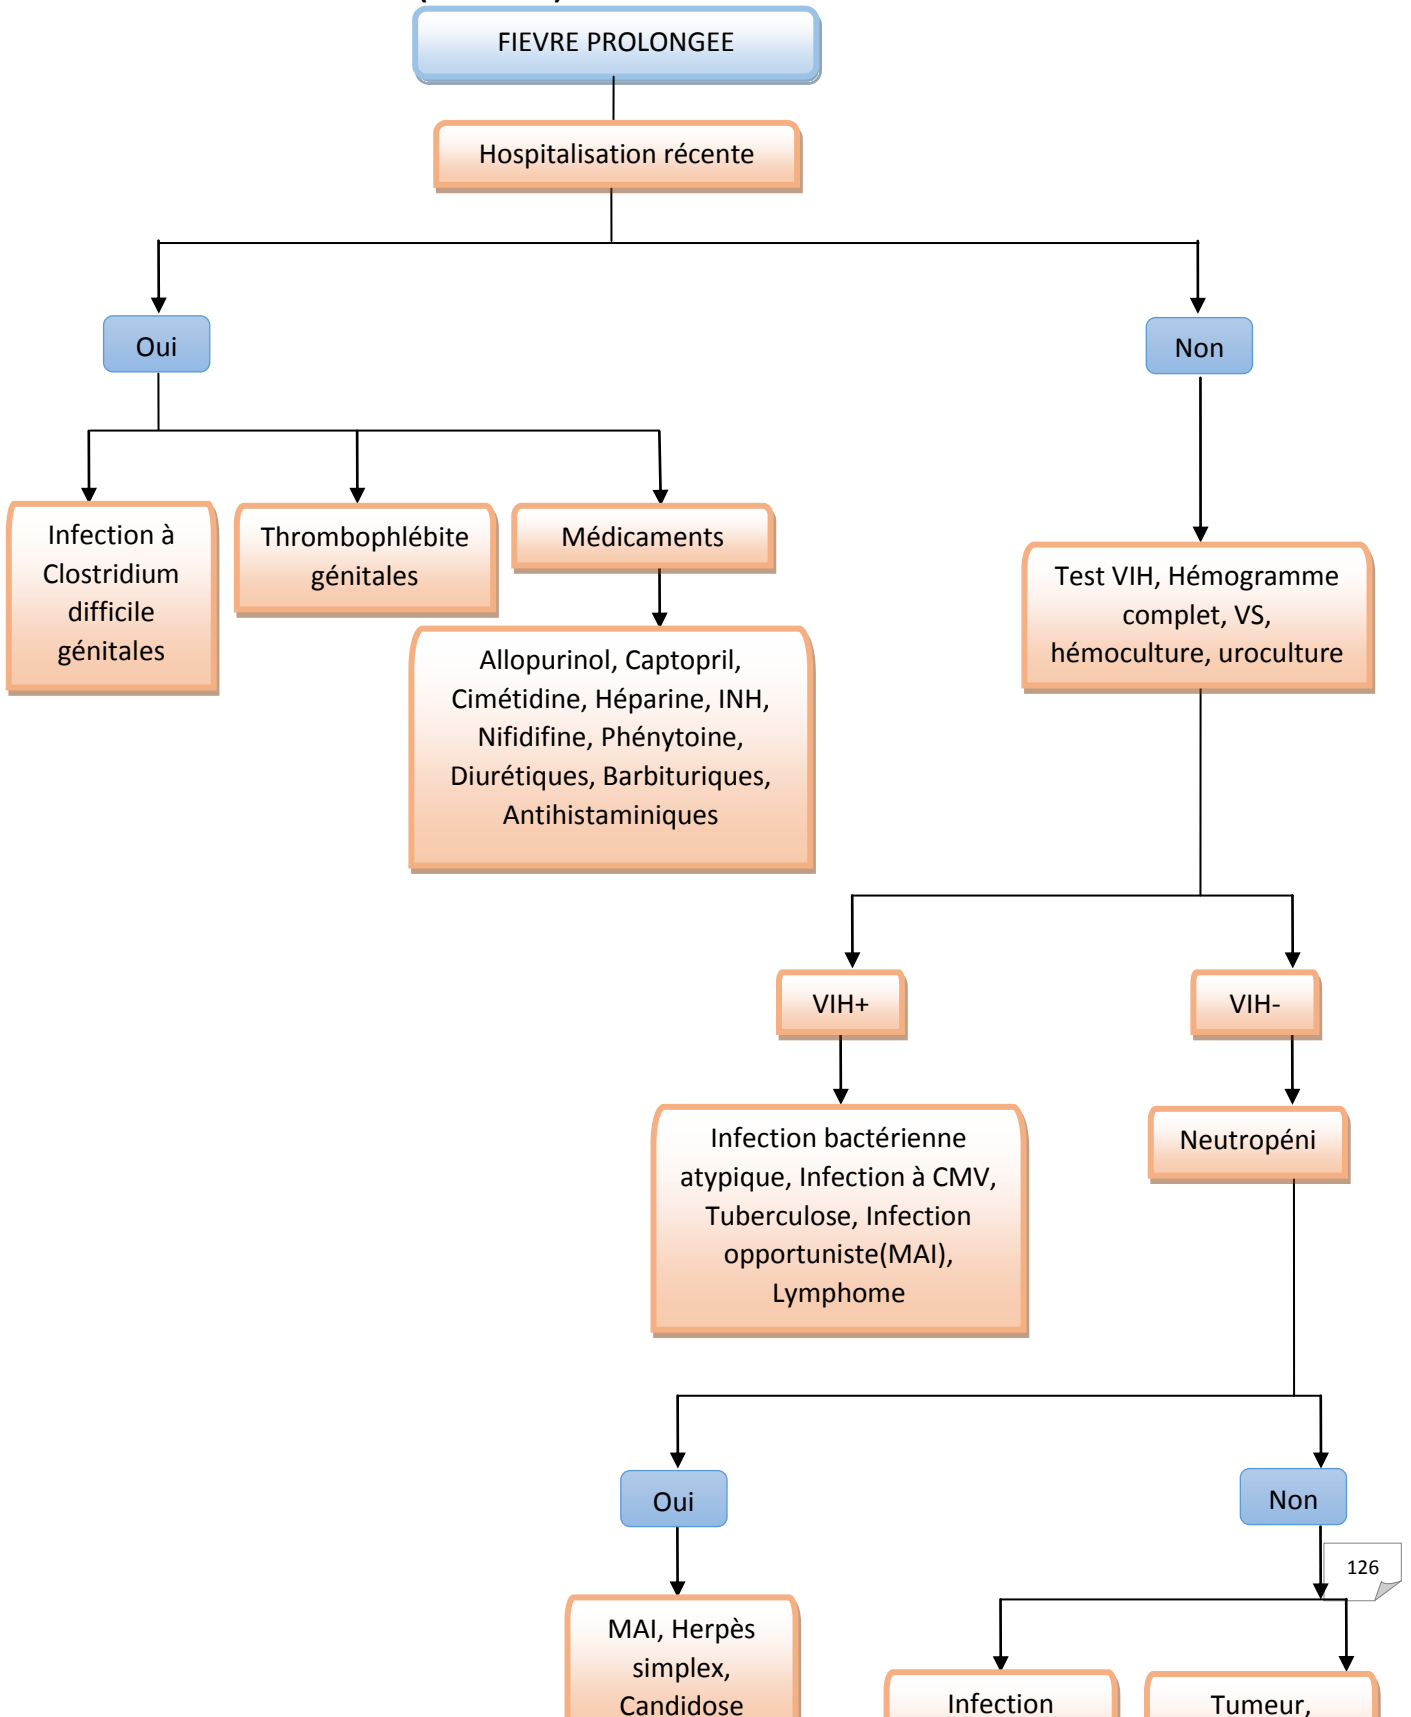 FIEVRE PROLONGEE
Hospitalisation récente
Oui
Non
Infection à
Clostridium
difficile
génitales
Thrombophlébite
génitales
Médicaments
Allopurinol, Captopril,
Cimétidine, Héparine, INH,
Nifidifine, Phénytoine,
Diurétiques, Barbituriques,
Antihistaminiques
Test VIH, Hémogramme
complet, VS,
hémoculture, uroculture
VIH+
VIH-
Infection bactérienne
atypique, Infection à CMV,
Tuberculose, Infection
opportuniste(MAI),
Lymphome
Neutropéni
Oui
Non
126
MAI, Herpès
simplex,
Candidose
Infection
Tumeur,